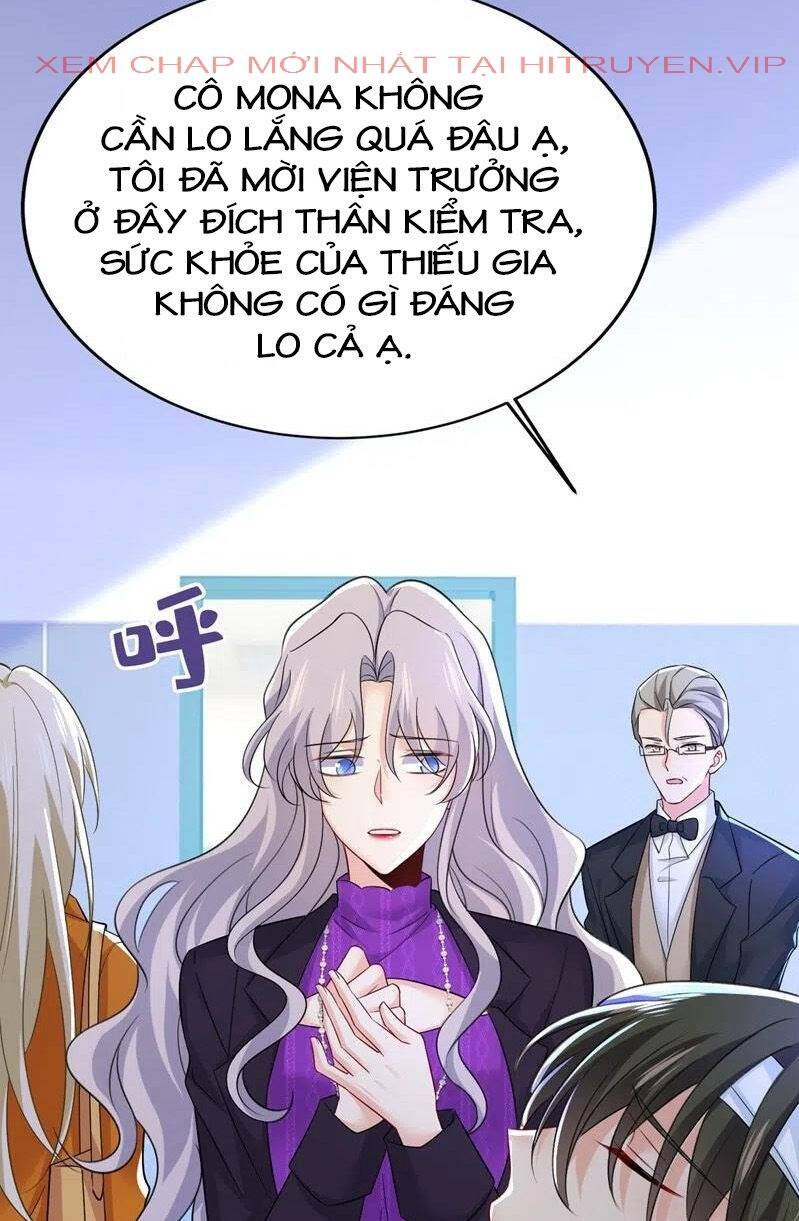 XEM CHAP MỚI NHẤT TẠI HITRUYEN.VIP
CÔ MONA KHÔNG
CẦN LO LẮNG QUÁ ĐÂU Ạ,
TÔI ĐÃ MỜI VIỆN TRƯỞNG
Ở ĐÂY ĐÍCH THÂN KIỂM TRA,
SỨC KHỎE CỦA THIẾU GIA
KHÔNG CÓ GÌ ĐÁNG
LO CẢ Ạ.
呼